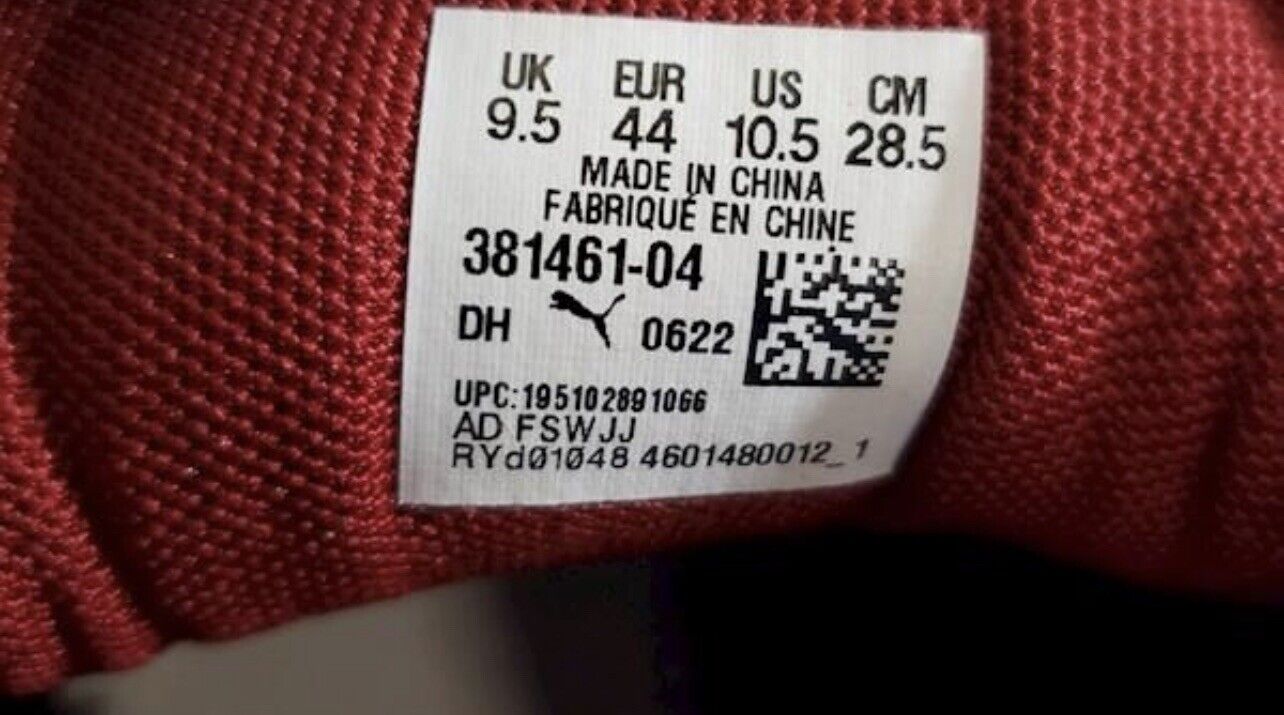 UK EUR US CM
9.5 44 10.5 28.5
MADE IN CHINA
FABRIQUÉ EN CHINE
381461-04
DH 0622
UPC:195102891066
AD FSWJJ
RYd01048 4601480012_1